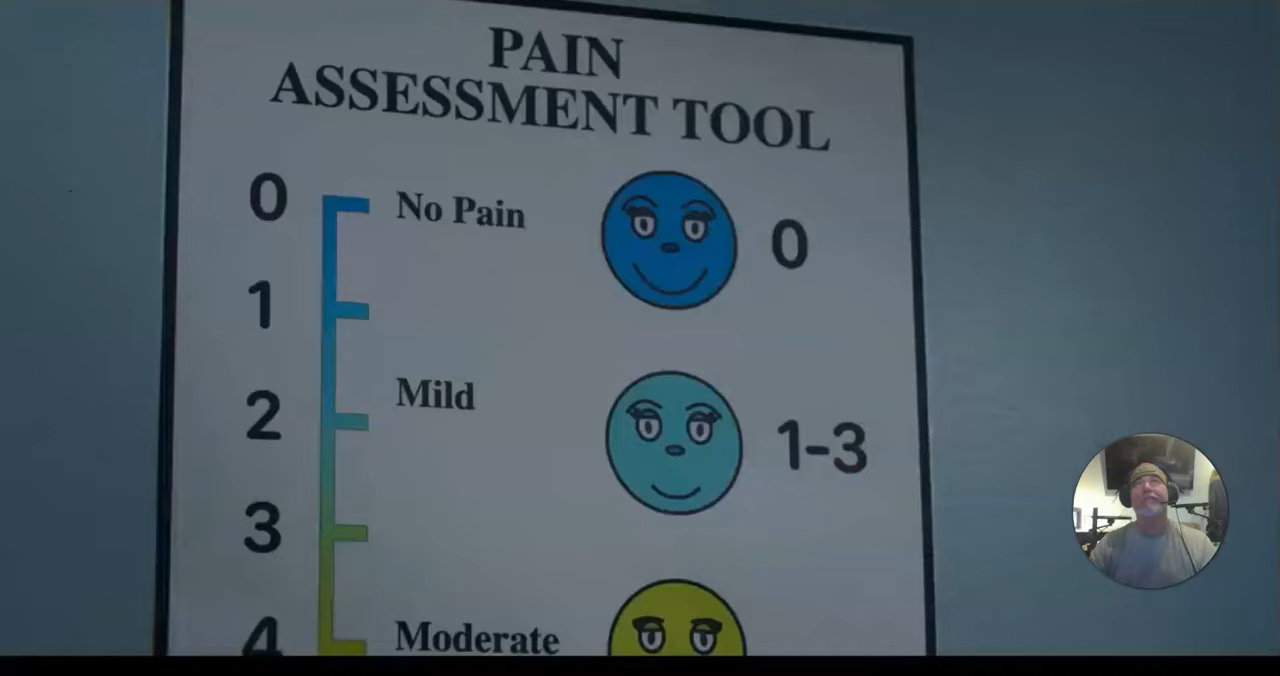 PAIN
ASSESSMENT TOOL
0 No Pain 0
1
2 Mild 1-3
3
4 Moderate